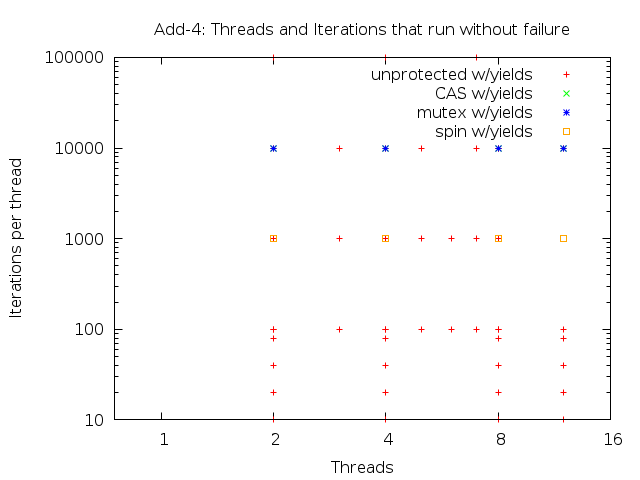 Add-4: Threads and Iterations that run without failure
100000
unprotected w/yields
CAS w/yields
mutex w/yields
spin w/yields
10000
Iterations per thread
1000
100
10
1 2 4 8 16
Threads